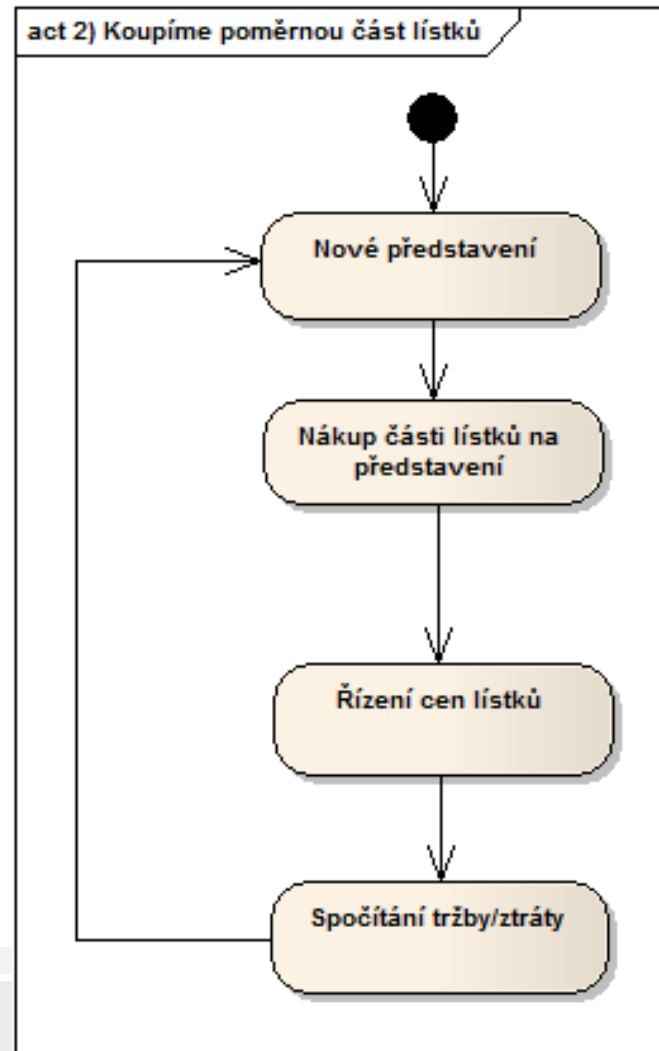 act 2) Koupíme poměrnou část lístků
Nové představení
Nákup části lístků na
představení
Řízení cen lístků
Spočítání tržby/ztráty